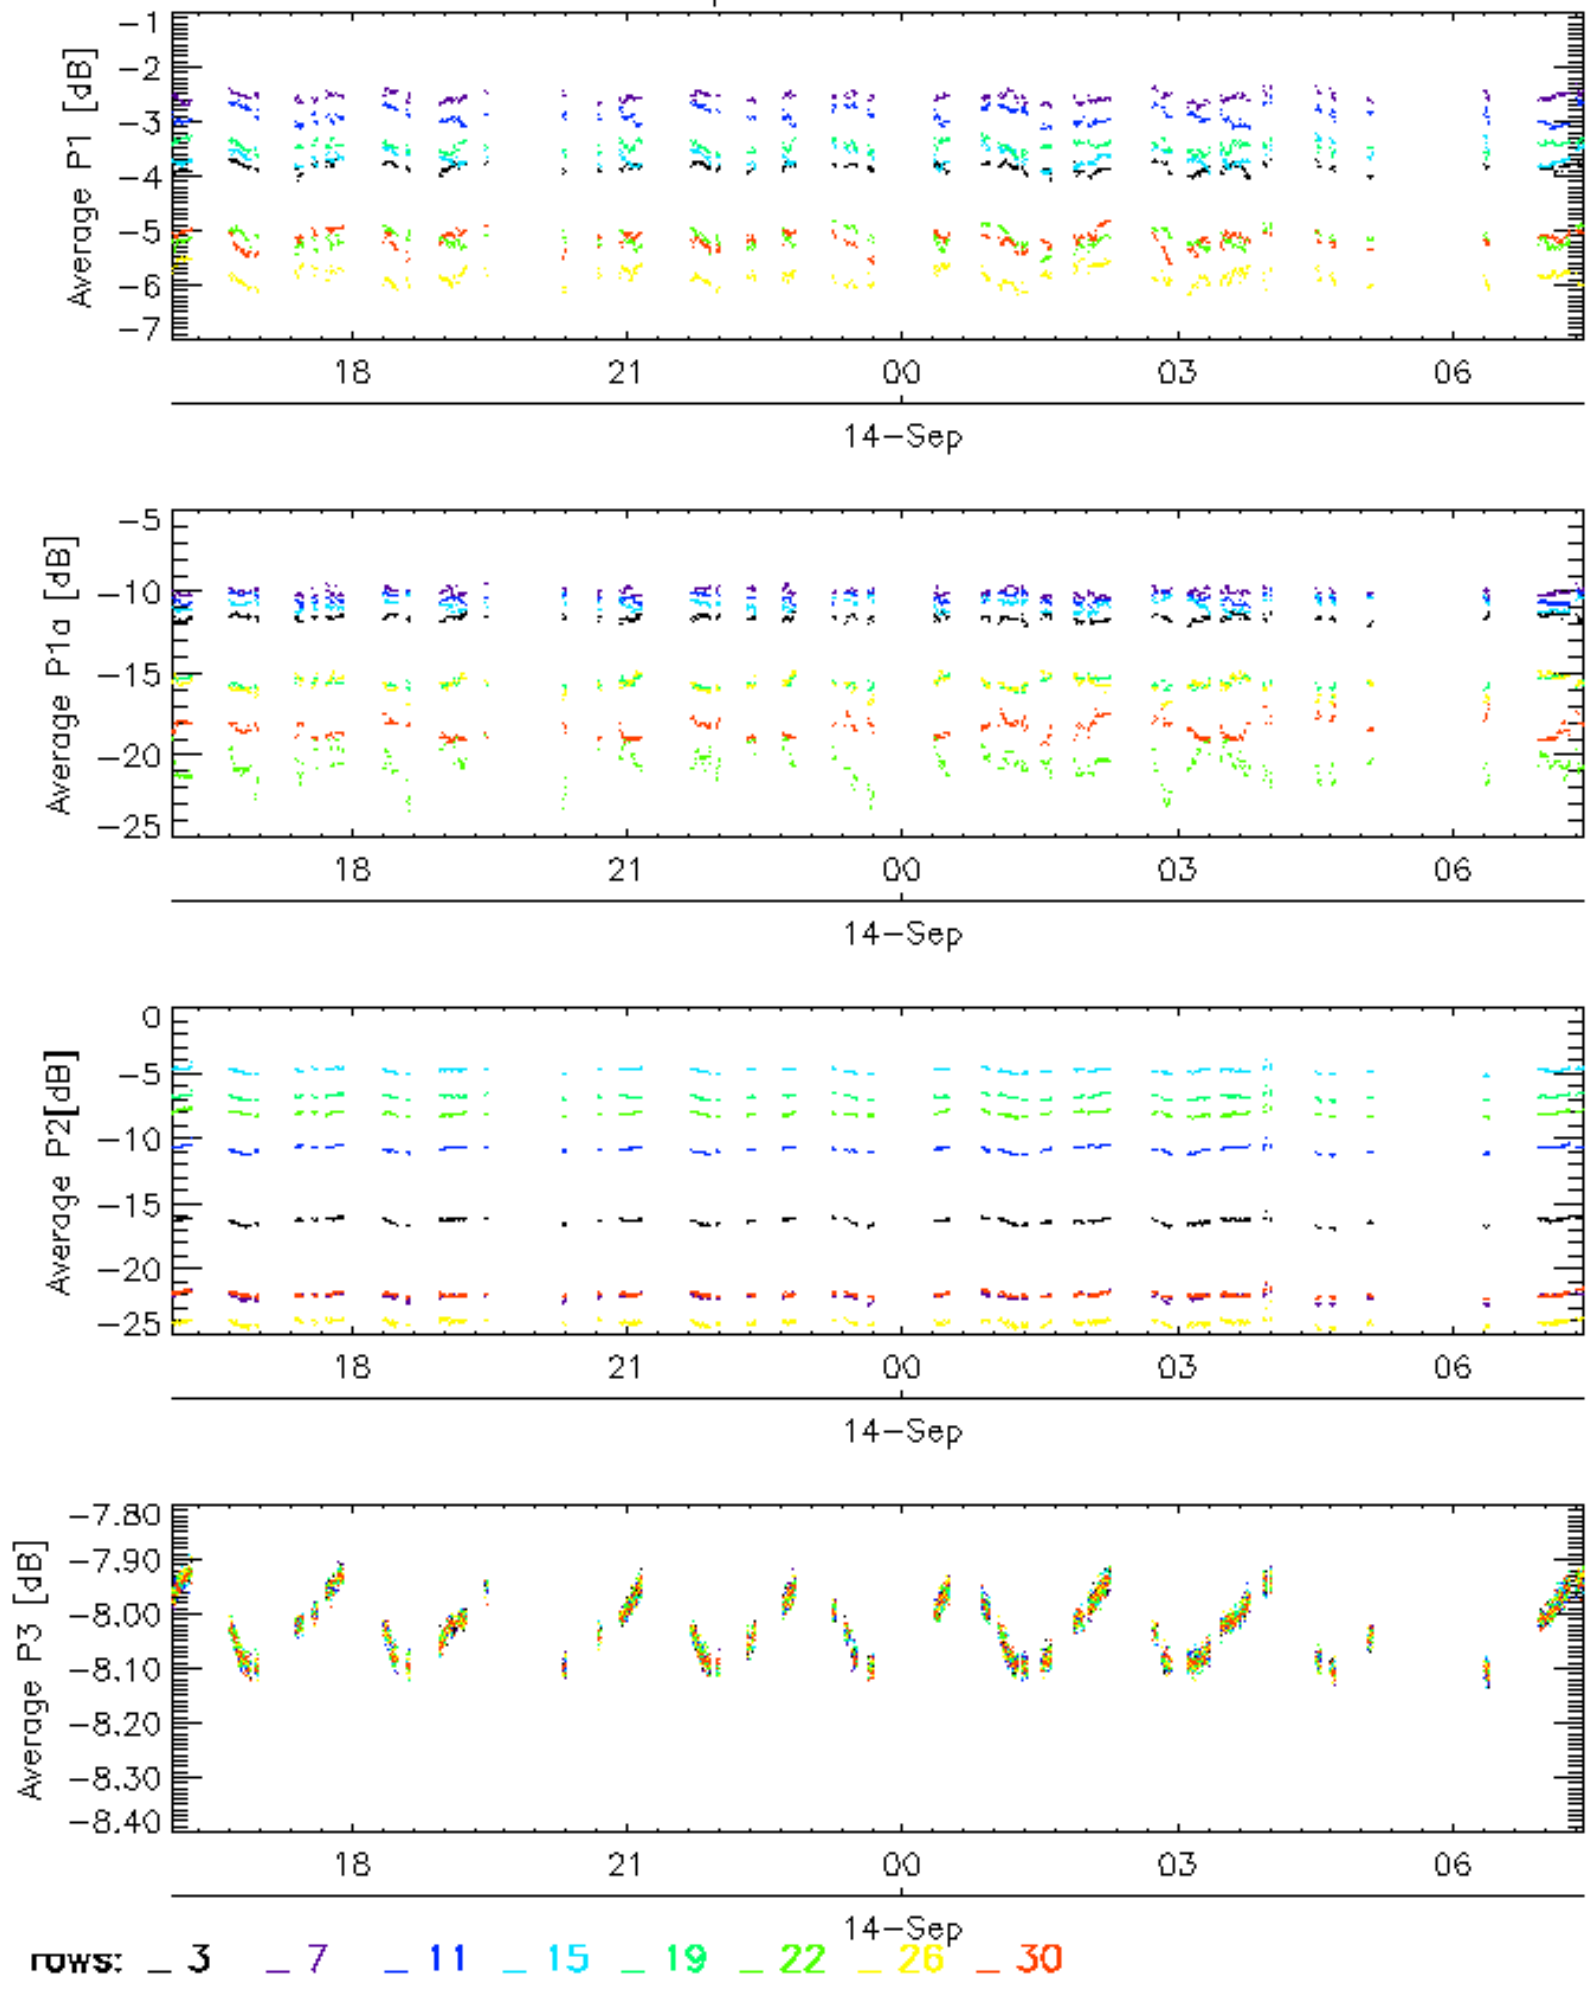 -1
-2
-3
-4
-5
-6
-7
Average P1 [dB]
18 21 00 03 06
14-Sep
-5
-10
-15
-20
-25
Average P1a [dB]
18 21 00 03 06
14-Sep
0
-5
-10
-15
-20
-25
Average P2[dB]
18 21 00 03 06
14-Sep
-7.80
-7.90
-8.00
-8.10
-8.20
-8.30
-8.40
Average P3 [dB]
18 21 00 03 06
14-Sep
rows: _ 3 _ 7 _ 11 _ 15 _ 19 _ 22 _ 26 _ 30